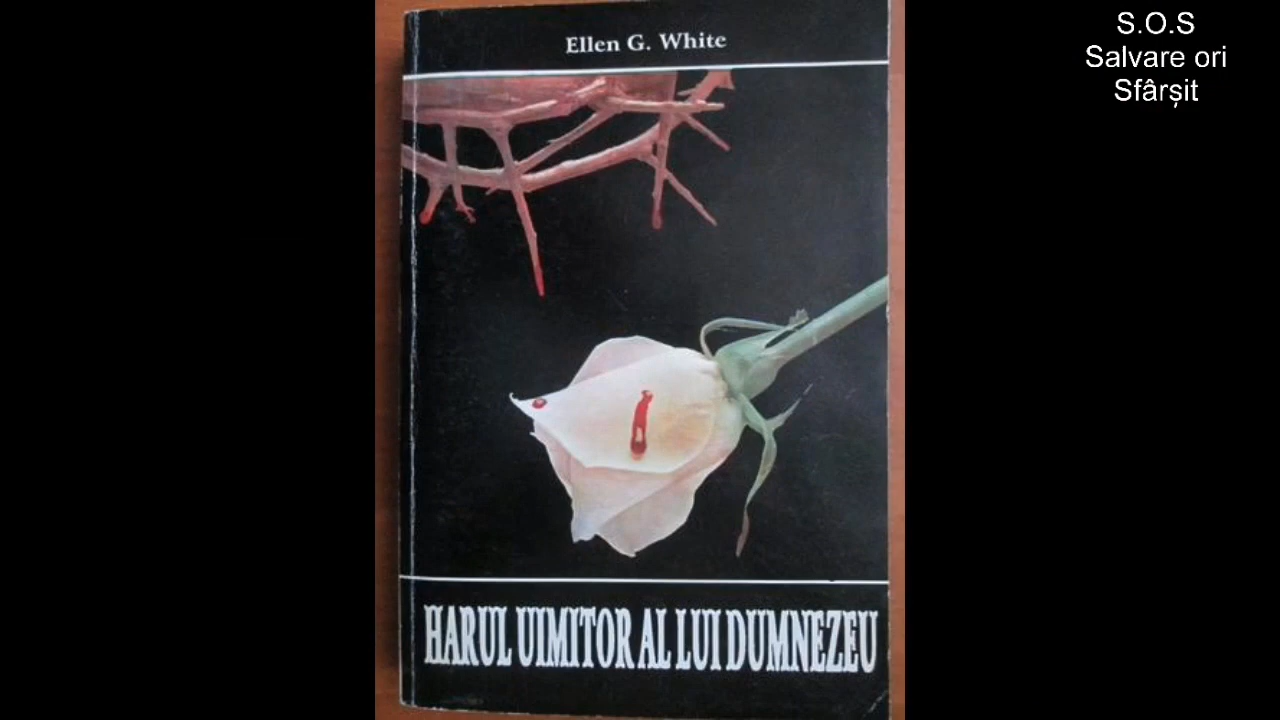 Ellen G. White
HARUL UIMITOR AL LUI DUMNEZEU
S.O.S
Salvare ori
Sfârșit